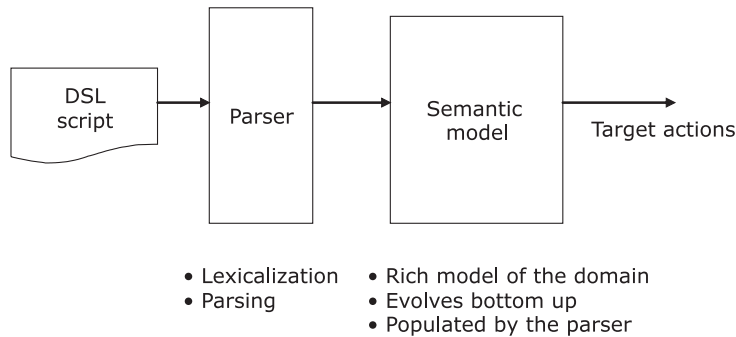 DSL
script
Parser
Semantic
model
Target actions
• Lexicalization
• Parsing
• Rich model of the domain
• Evolves bottom up
• Populated by the parser